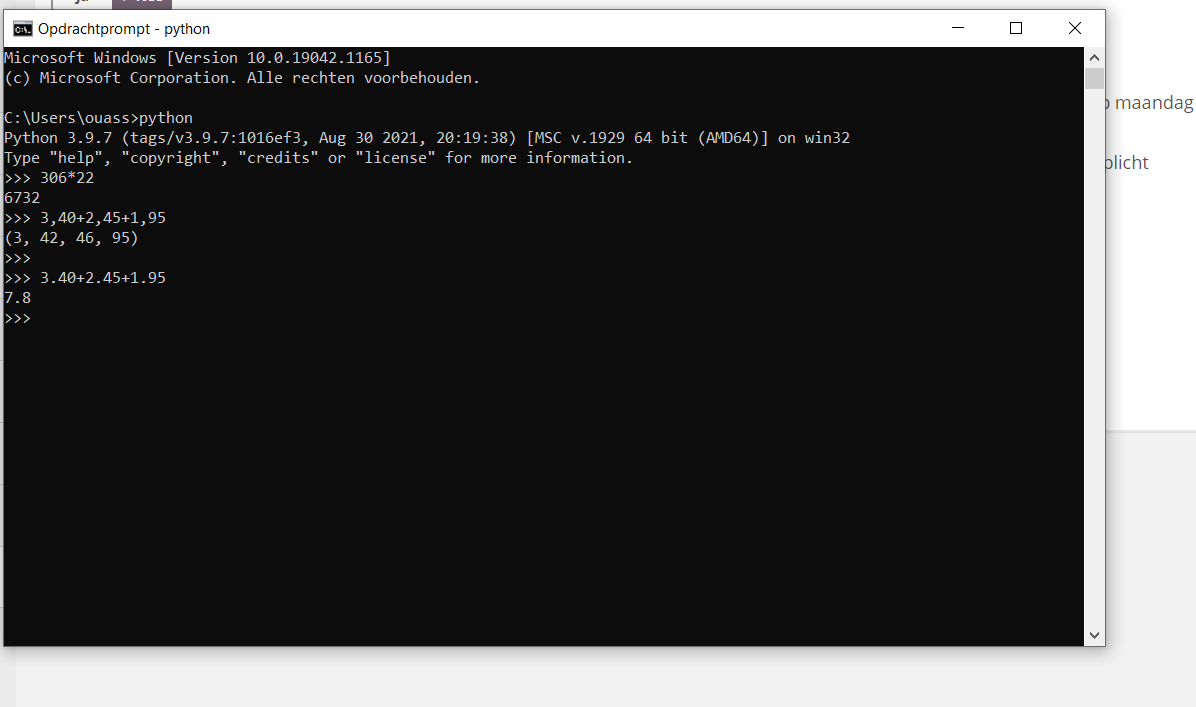 Opdrachtprompt - python
Microsoft Windows [Version 10.0.19042.1165]
(c) Microsoft Corporation. Alle rechten voorbehouden.
C:\Users\ouass>python
Python 3.9.7 (tags/v3.9.7:1016ef3, Aug 30 2021, 20:19:38) [MSC v.1929 64 bit (AMD64)] on win32
Type "help", "copyright", "credits" or "license" for more information.
>>> 306*22
6732
>>> 3,40+2,45+1,95
(3, 42, 46, 95)
>>>
>>> 3.40+2.45+1.95
7.8
>>>
maandag
plicht